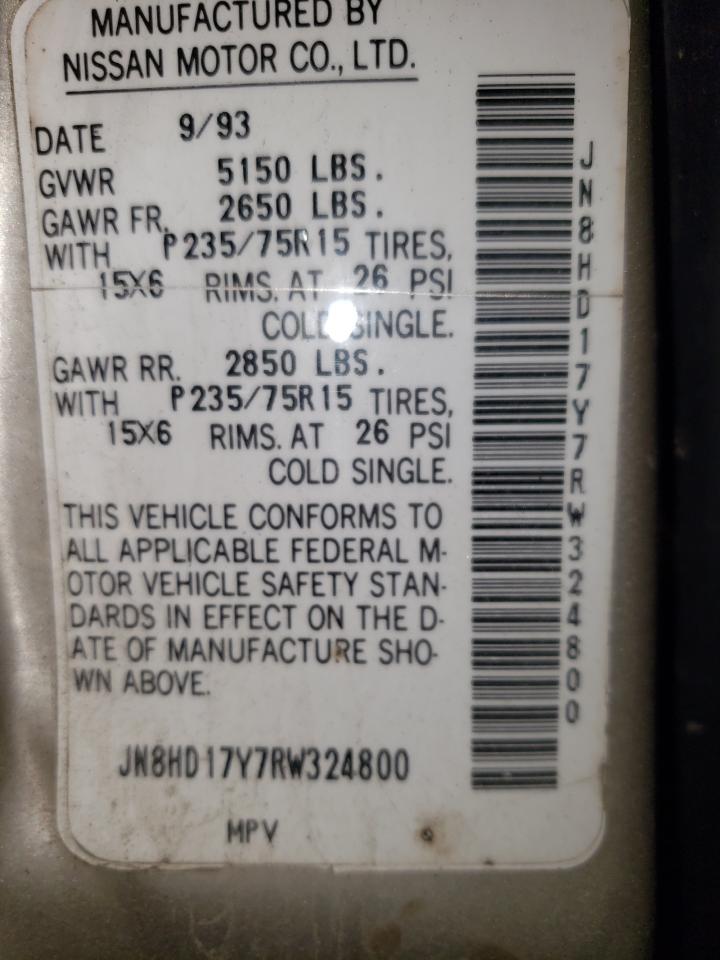 MANUFACTURED BY
NISSAN MOTOR CO., LTD.
DATE 9/93
GVWR 5150 LBS.
GAWR FR. 2650 LBS.
WITH P235/75R15 TIRES,
15X6 RIMS. AT 26 PSI
COLD SINGLE.
GAWR RR. 2850 LBS.
WITH P235/75R15 TIRES,
15X6 RIMS. AT 26 PSI
COLD SINGLE.
THIS VEHICLE CONFORMS TO
ALL APPLICABLE FEDERAL M-
OTOR VEHICLE SAFETY STAN-
DARDS IN EFFECT ON THE D-
ATE OF MANUFACTURE SHO-
WN ABOVE.
JN8HD17Y7RW324800
MPV
JN8HD17Y7RW324800